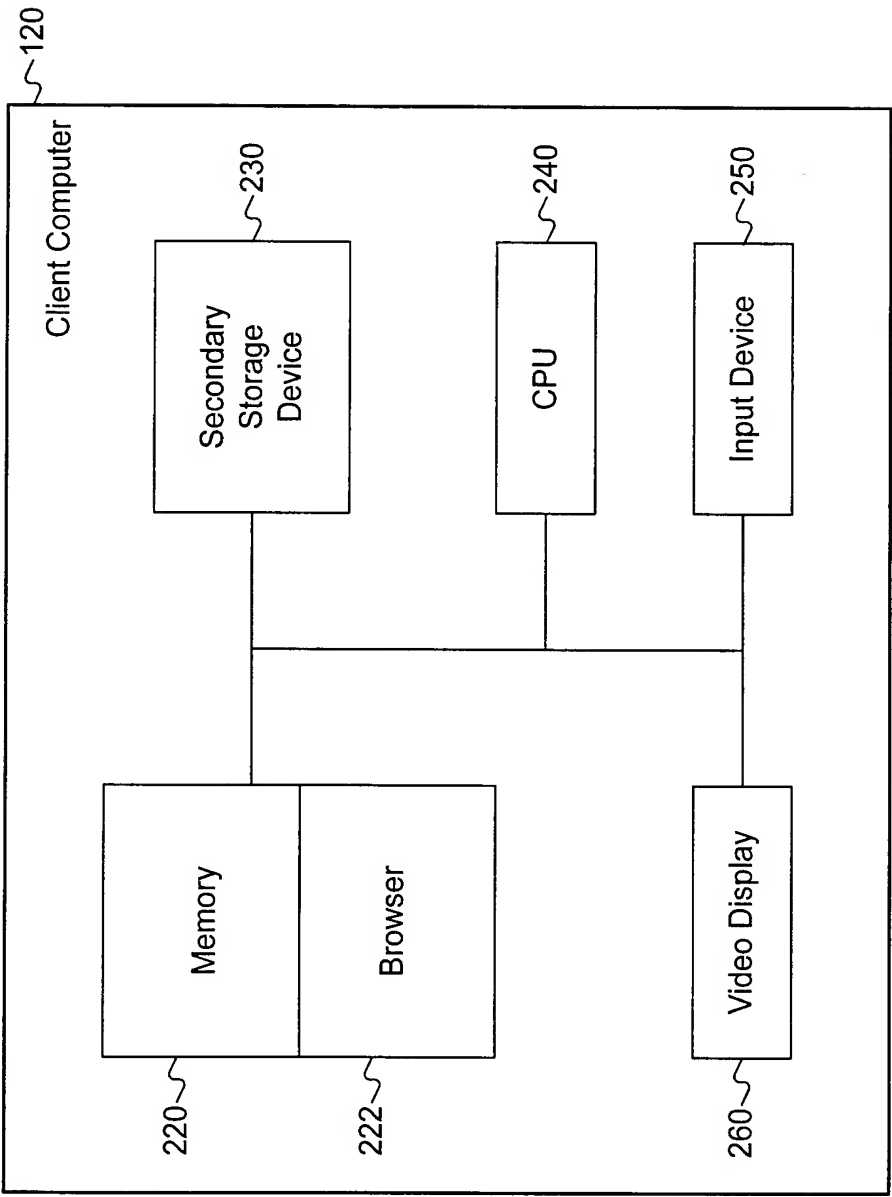 120
Client Computer
220
Memory
222
Browser
Secondary
Storage
Device
230
CPU
240
260
Video Display
Input Device
250